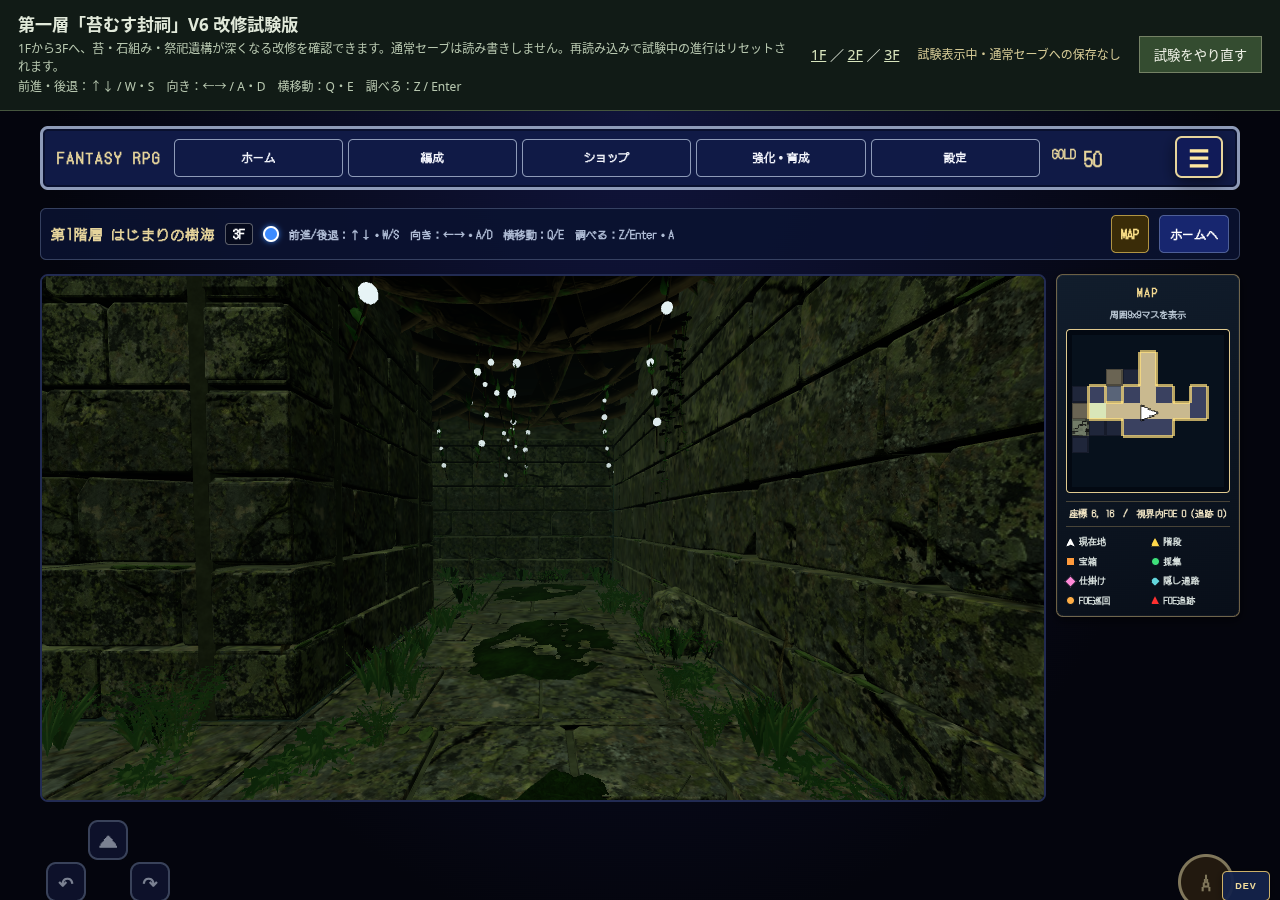 第一層「苔むす封祠」V6 改修試験版
1Fから3Fへ、苔・石組み・祭祀遺構が深くなる改修を確認できます。通常セーブは読み書きしません。再読み込みで試験中の進行はリセットさ
れます。
前進・後退：↑ ↓ / W・S　向き：←→ / A・D　横移動：Q・E　調べる：Z / Enter
1F ／ 2F ／ 3F
試験表示中・通常セーブへの保存なし
試験をやり直す
FANTASY RPG
ホーム
編成
ショップ
強化・育成
設定
GOLD 50
第1階層 はじまりの樹海
3F
前進/後退：↑↓・W/S　向き：←→・A/D　横移動：Q/E　調べる：Z/Enter・A
MAP
ホームへ
MAP
周囲9x9マスを表示
座標 6, 16 / 視界内FOE 0 (追跡 0)
現在地
階段
宝箱
採集
仕掛け
隠し通路
FOE巡回
FOE追跡
A
DEV